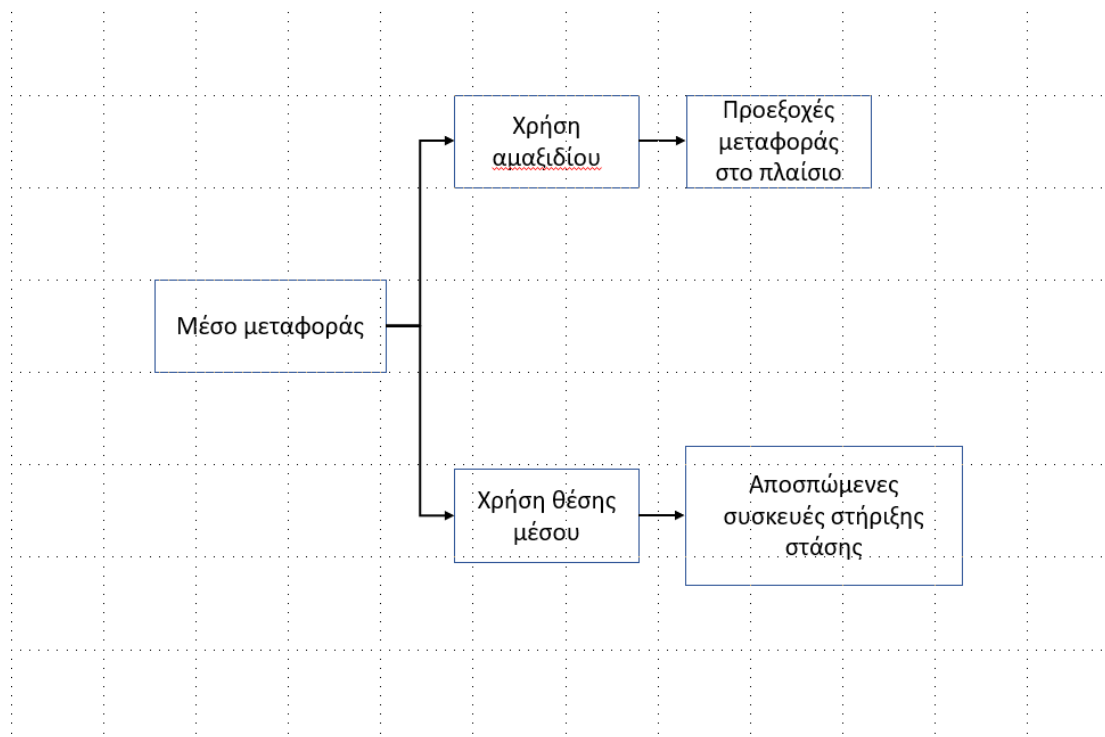 Χρήση
αμαξιδίου
Προεξοχές
μεταφοράς
στο πλαίσιο
Μέσο μεταφοράς
Χρήση θέσης
μέσου
Αποσπώμενες
συσκευές στήριξης
στάσης